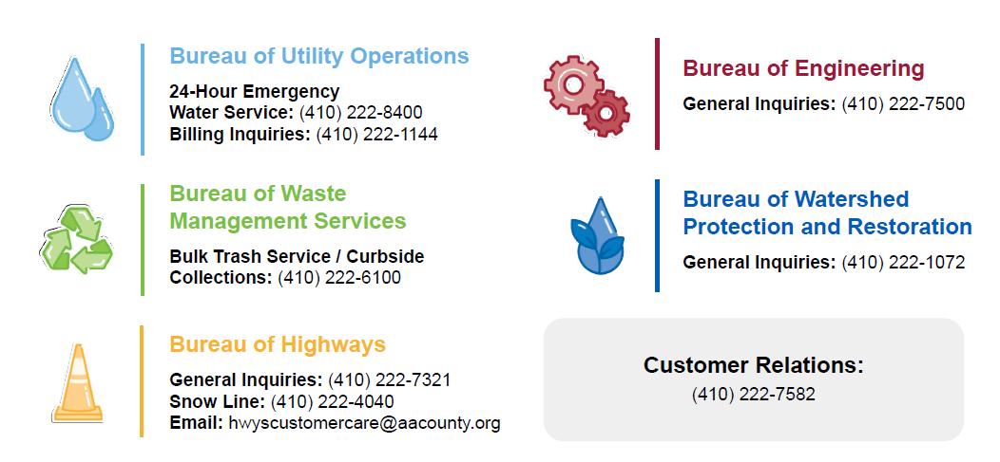 Bureau of Utility Operations
24-Hour Emergency
Water Service: (410) 222-8400
Billing Inquiries: (410) 222-1144
Bureau of Waste
Management Services
Bulk Trash Service / Curbside
Collections: (410) 222-6100
Bureau of Highways
General Inquiries: (410) 222-7321
Snow Line: (410) 222-4040
Email: hwyscustomercare@aacounty.org
Bureau of Engineering
General Inquiries: (410) 222-7500
Bureau of Watershed
Protection and Restoration
General Inquiries: (410) 222-1072
Customer Relations:
(410) 222-7582